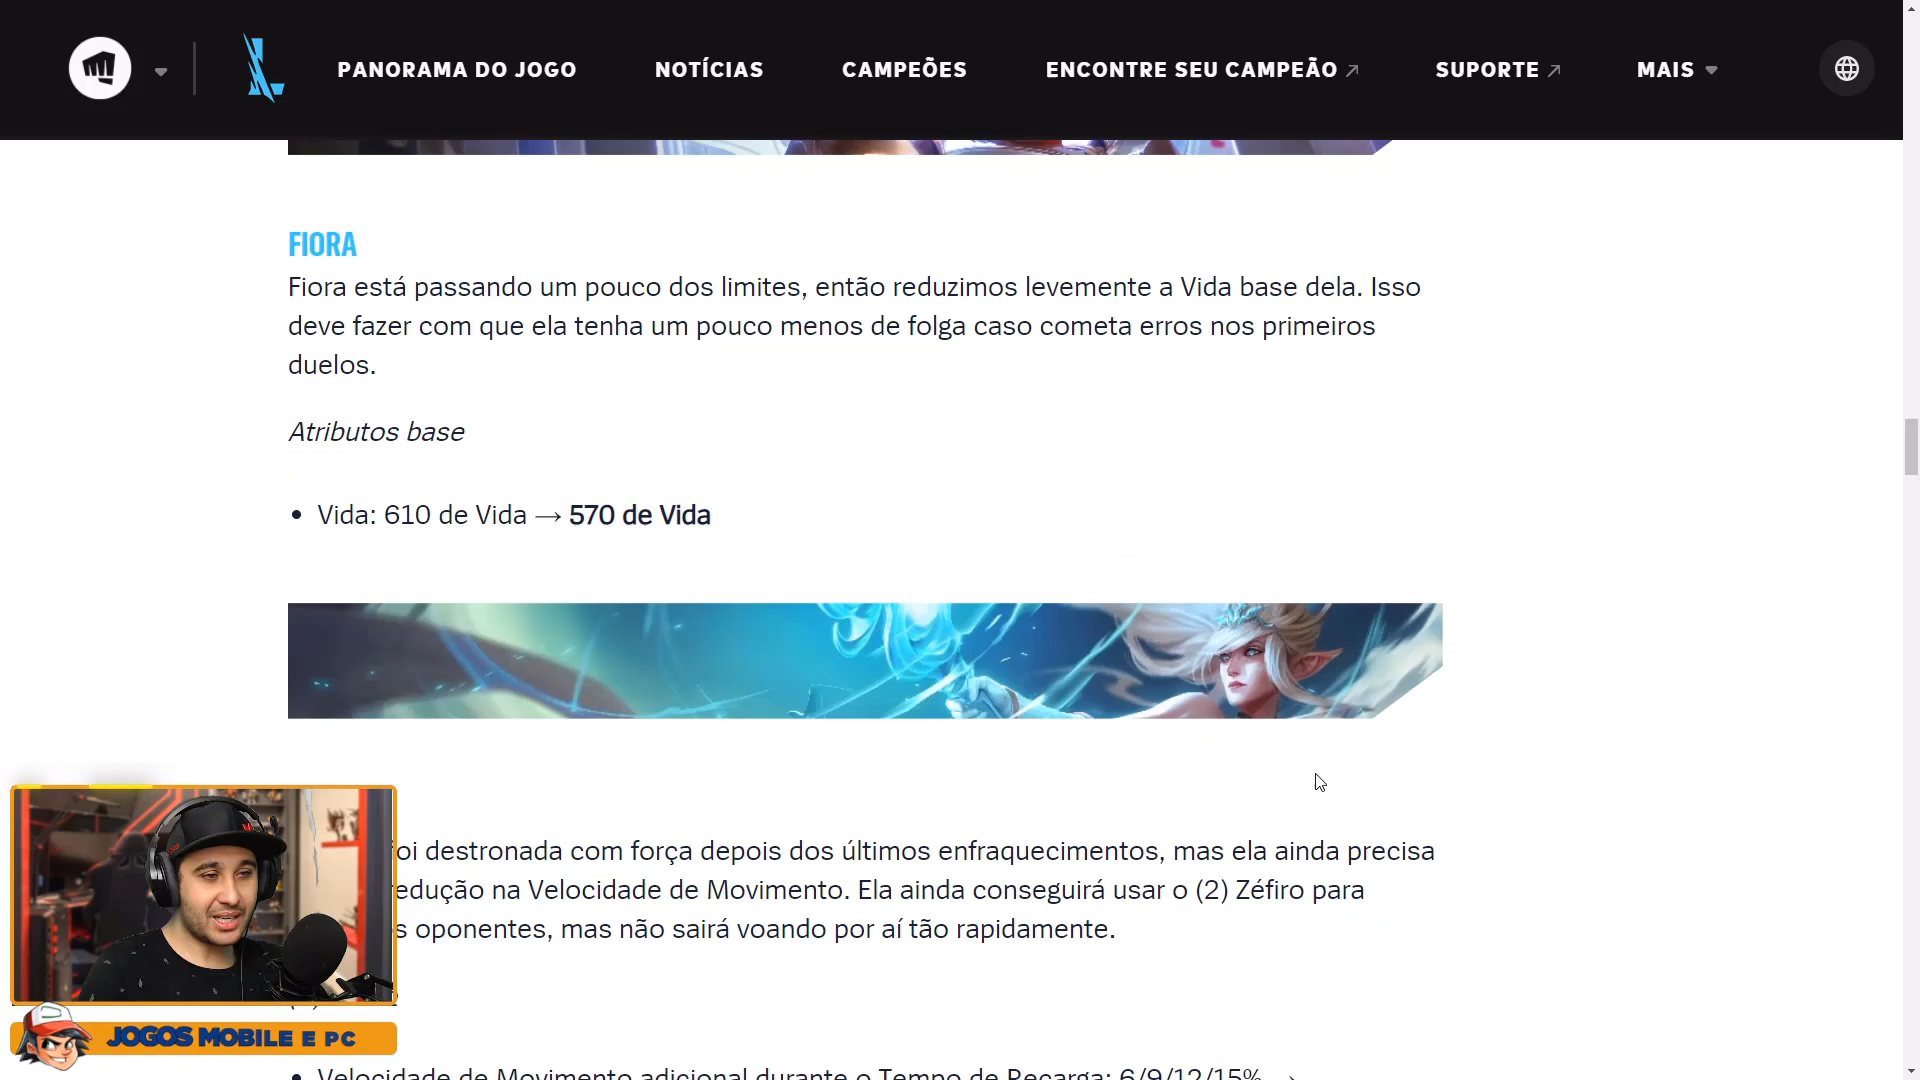 PANORAMA DO JOGO NOTÍCIAS CAMPEÕES ENCONTRE SEU CAMPEÃO SUPORTE MAIS
FIORA
Fiora está passando um pouco dos limites, então reduzimos levemente a Vida base dela. Isso
deve fazer com que ela tenha um pouco menos de folga caso cometa erros nos primeiros
duelos.
Atributos base
• Vida: 610 de Vida → 570 de Vida
foi destronada com força depois dos últimos enfraquecimentos, mas ela ainda precisa
redução na Velocidade de Movimento. Ela ainda conseguirá usar o (2) Zéfiro para
oponentes, mas não sairá voando por aí tão rapidamente.
JOGOS MOBILE E PC
• Velocidade de Movimento adicional durante o Tempo de Recarga: 6/9/12/15% →